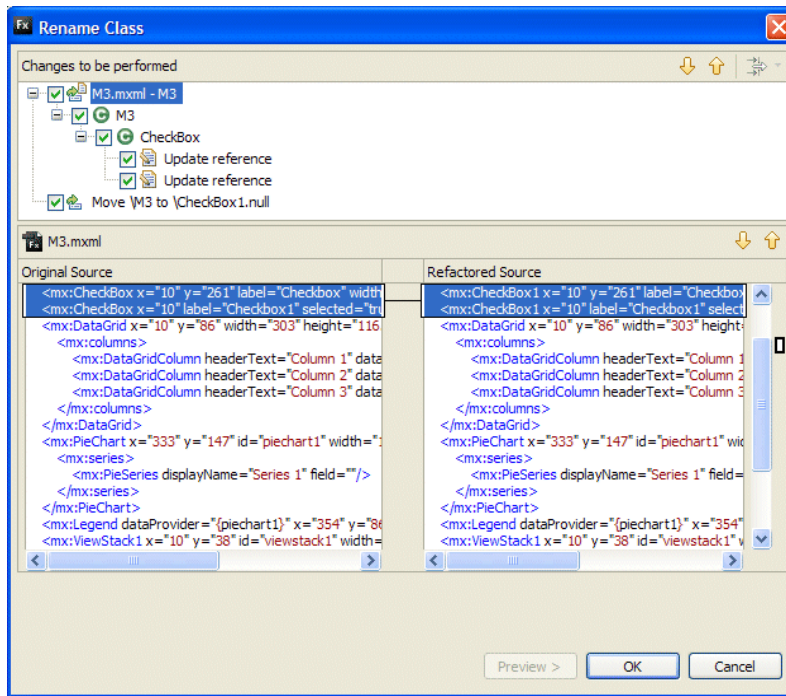 Fx Rename Class
Changes to be performed
M3.mxml - M3
M3
CheckBox
Update reference
Update reference
Move \M3 to \CheckBox1.null
Fx M3.mxml
Original Source
<mx:CheckBox x="10" y="261" label="Checkbox" width
<mx:CheckBox x="10" label="Checkbox1" selected="tru
<mx:DataGrid x="10" y="86" width="303" height="116
<mx:columns>
<mx:DataGridColumn headerText="Column 1" data
<mx:DataGridColumn headerText="Column 2" data
<mx:DataGridColumn headerText="Column 3" data
</mx:columns>
</mx:DataGrid>
<mx:PieChart x="333" y="147" id="piechart1" width="1
<mx:series>
<mx:PieSeries displayName="Series 1" field=""/>
</mx:series>
</mx:PieChart>
<mx:Legend dataProvider="{piechart1}" x="354" y="86
<mx:ViewStack1 x="10" y="38" id="viewstack1" width=
Refactored Source
<mx:CheckBox1 x="10" y="261" label="Checkbox
<mx:CheckBox1 x="10" label="Checkbox1" select
<mx:DataGrid x="10" y="86" width="303" height
<mx:columns>
<mx:DataGridColumn headerText="Column 1
<mx:DataGridColumn headerText="Column 2
<mx:DataGridColumn headerText="Column 3
</mx:columns>
</mx:DataGrid>
<mx:PieChart x="333" y="147" id="piechart1" wid
<mx:series>
<mx:PieSeries displayName="Series 1" field=
</mx:series>
</mx:PieChart>
<mx:Legend dataProvider="{piechart1}" x="354"
<mx:ViewStack1 x="10" y="38" id="viewstack1" w
Preview >
OK
Cancel